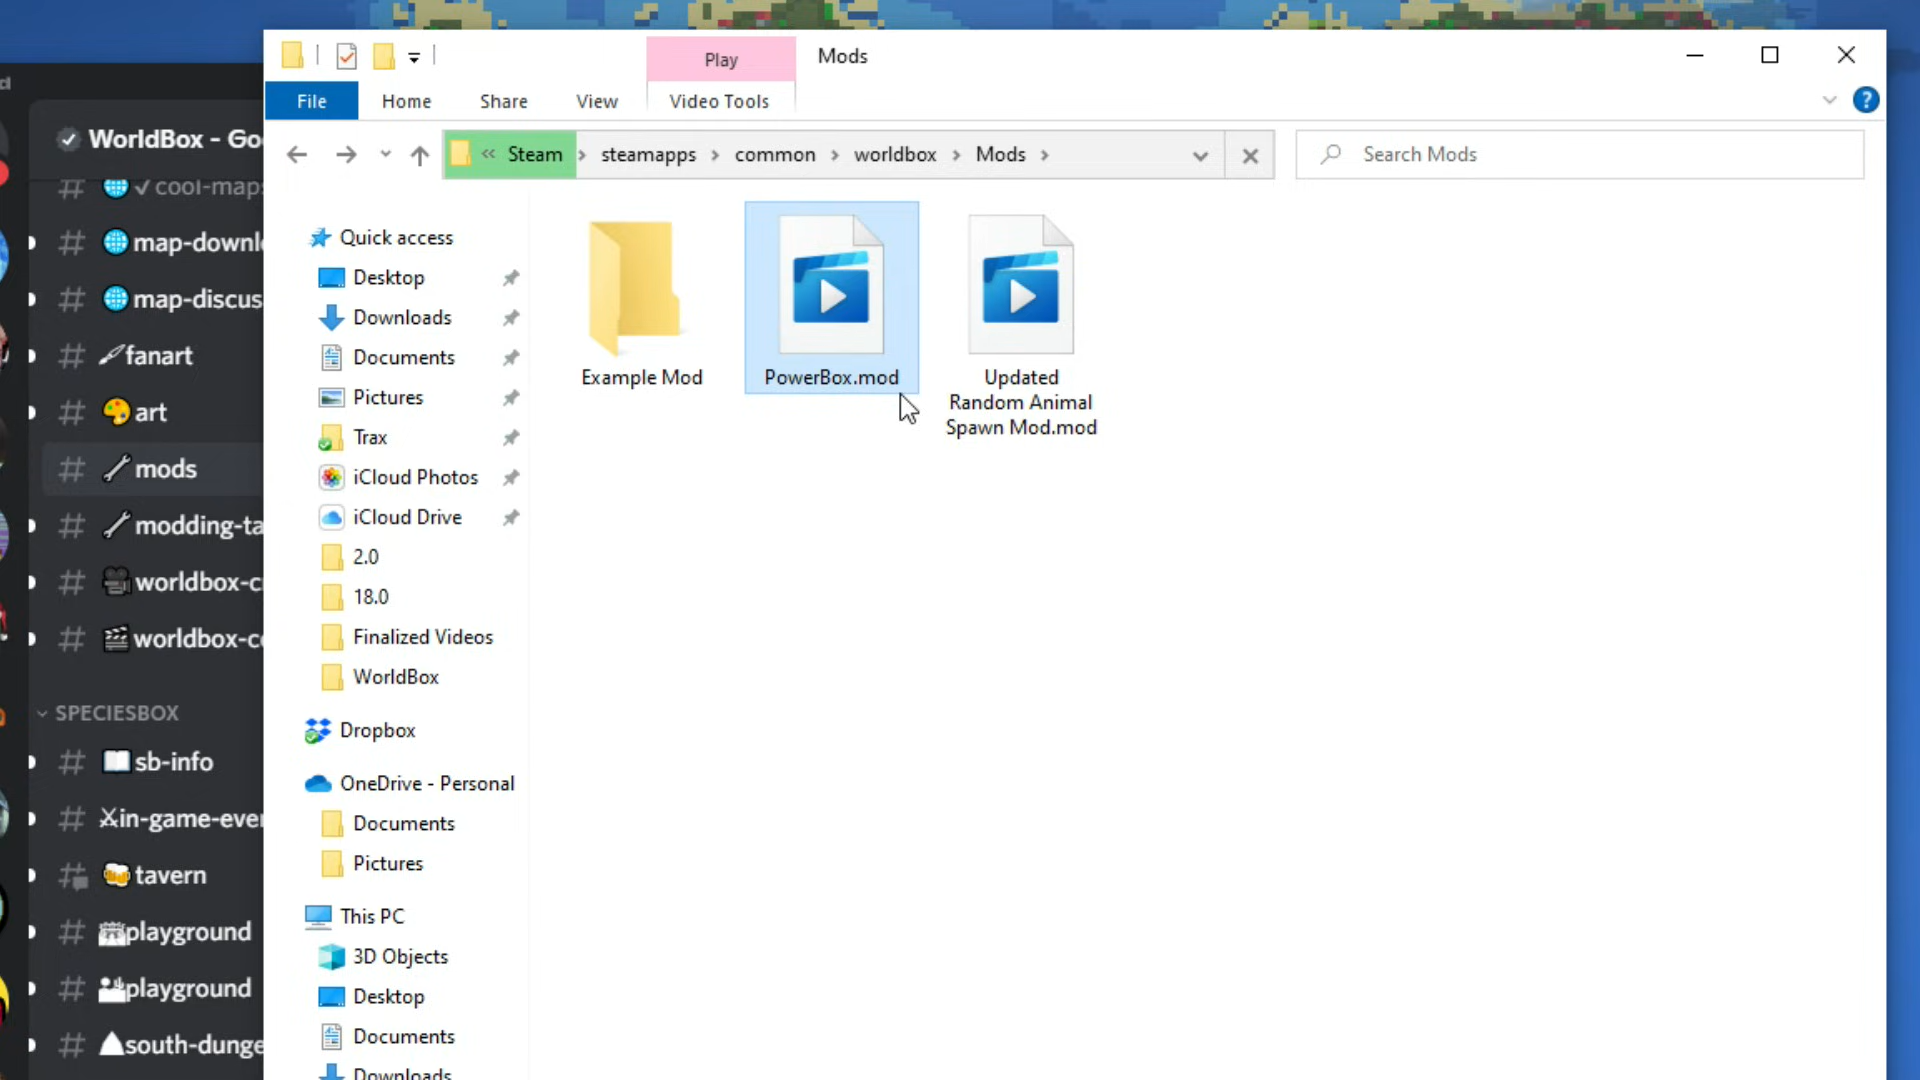 Play
Mods
File
Home
Share
View
Video Tools
Steam
steamapps
common
worldbox
Mods
Search Mods
WorldBox - Go
cool-maps
map-downl
map-discus
fanart
art
mods
modding-ta
worldbox-c
worldbox-c
SPECIESBOX
sb-info
in-game-eve
tavern
playground
playground
south-dunge
Quick access
Desktop
Downloads
Documents
Pictures
Trax
iCloud Photos
iCloud Drive
2.0
18.0
Finalized Videos
WorldBox
Dropbox
OneDrive - Personal
Documents
Pictures
This PC
3D Objects
Desktop
Documents
Downloads
Example Mod
PowerBox.mod
Updated
Random Animal
Spawn Mod.mod